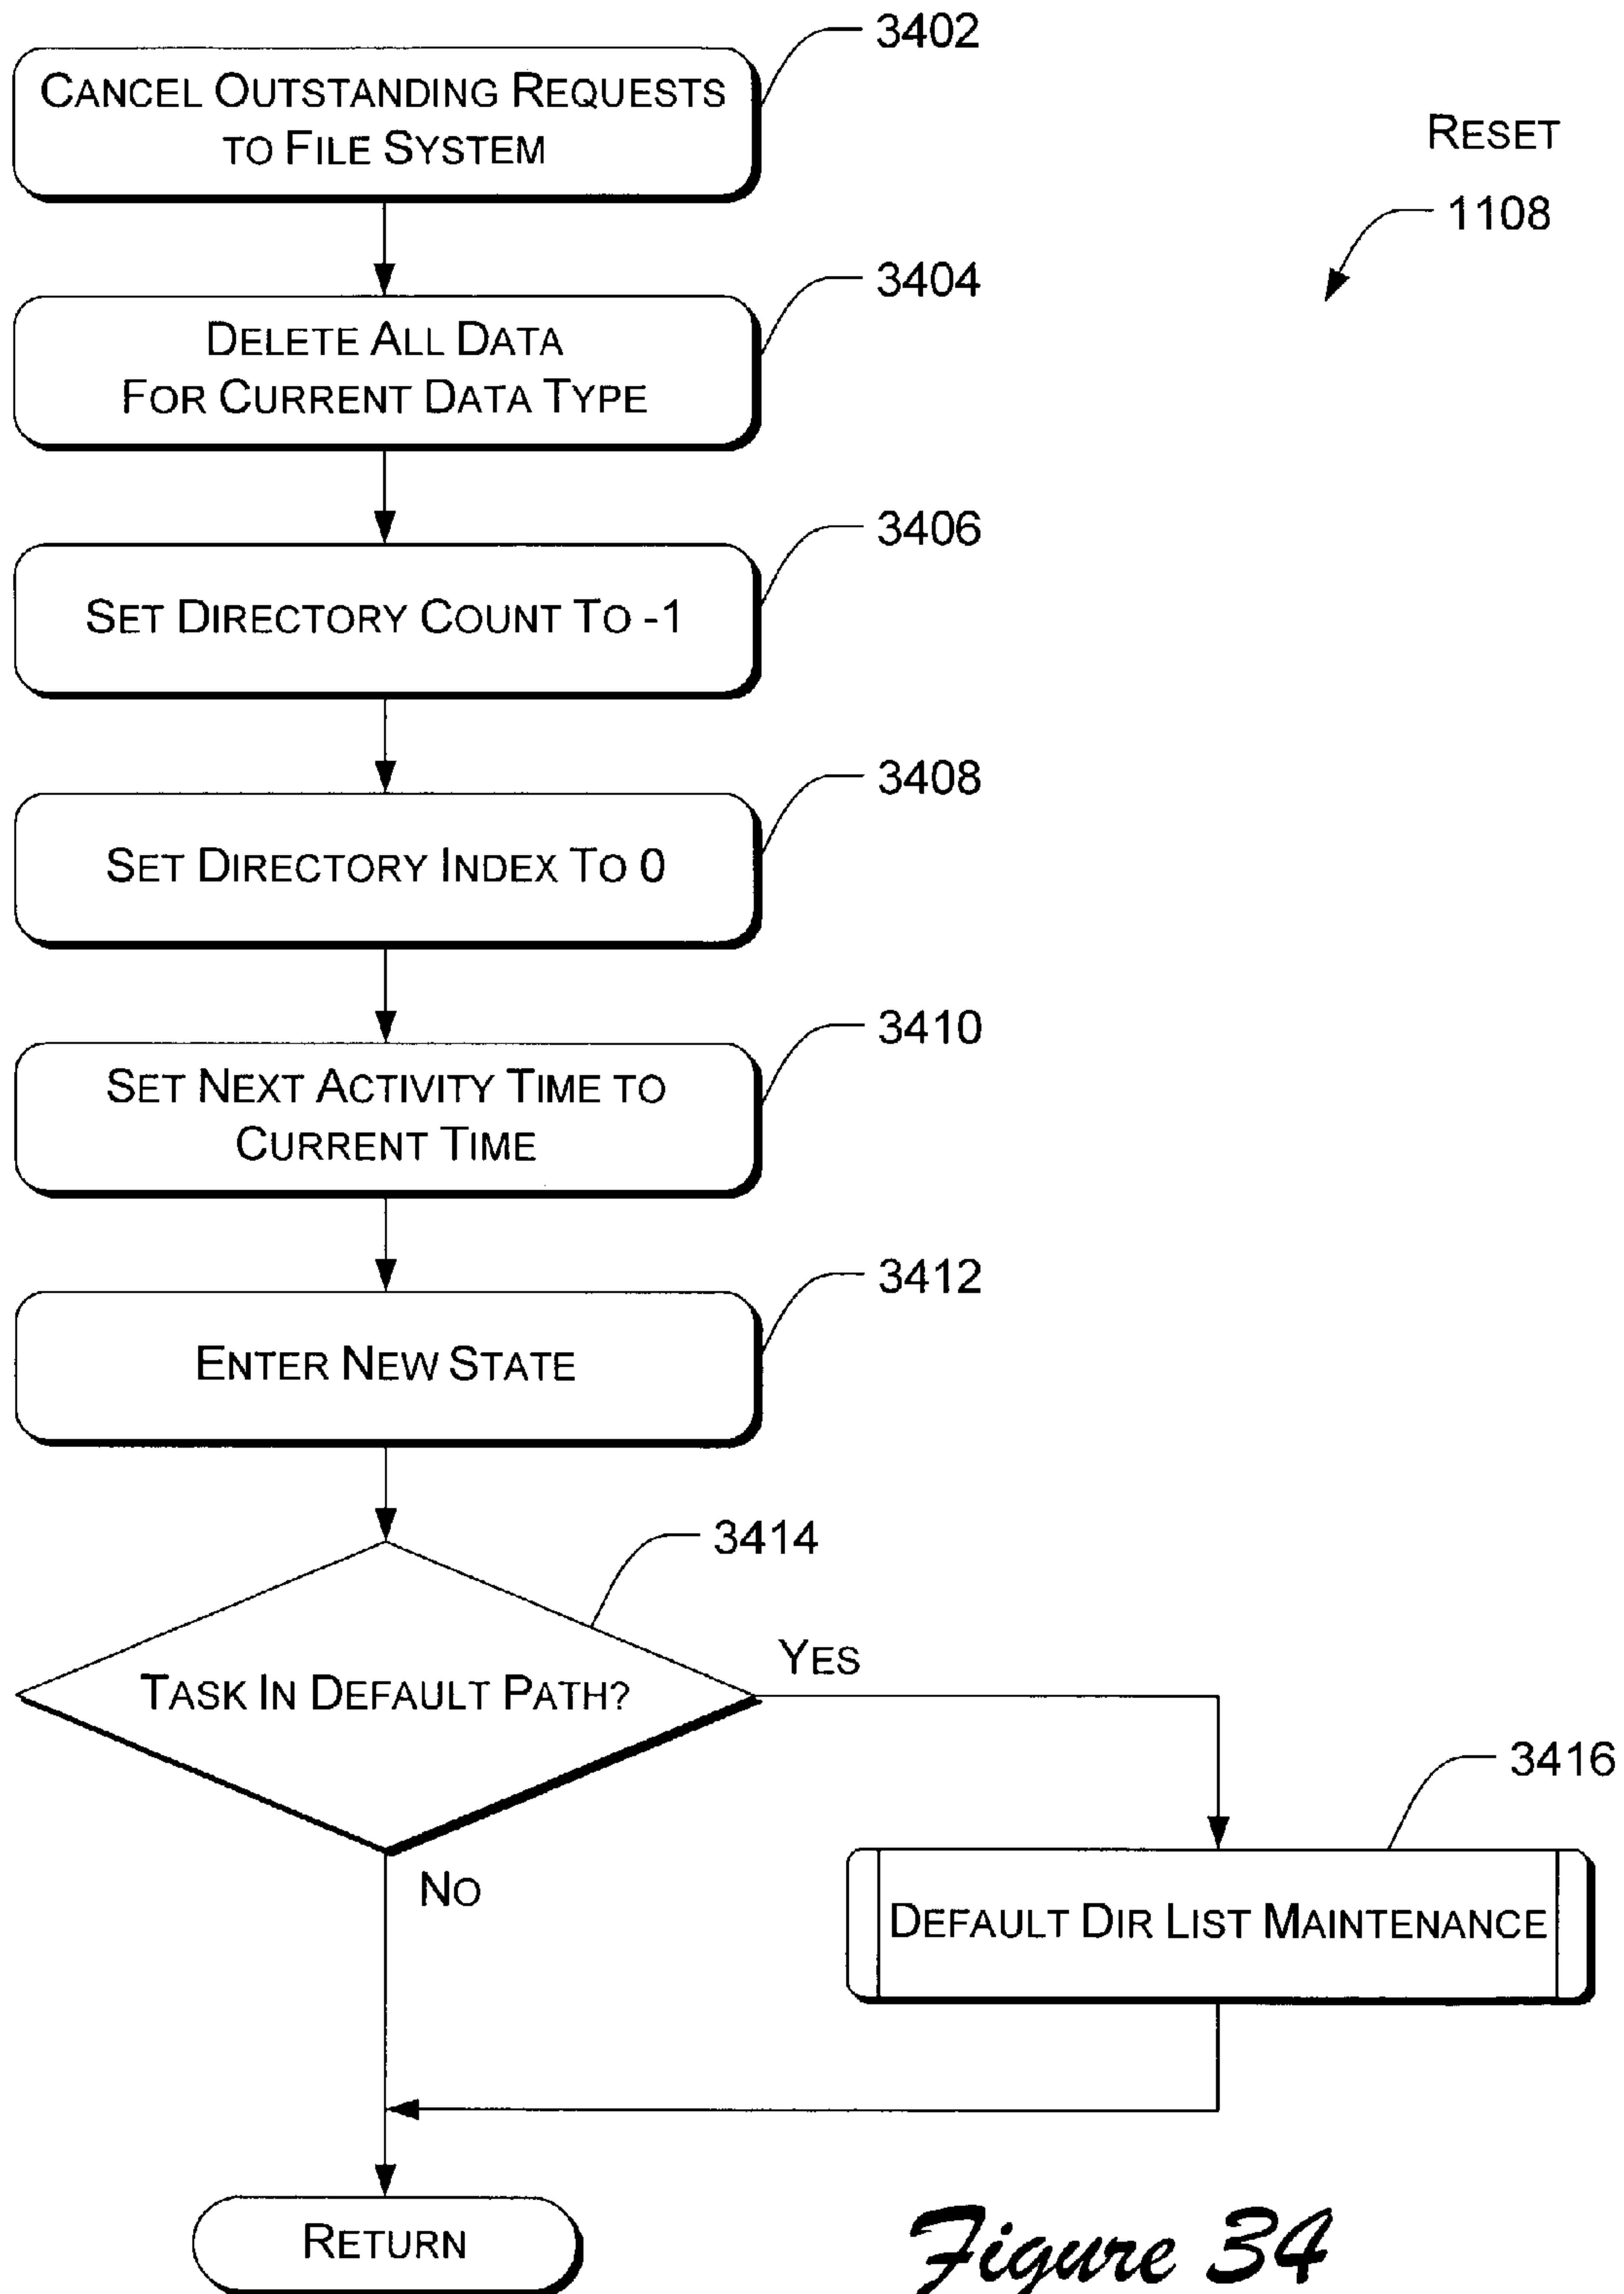 3402
CANCEL OUTSTANDING REQUESTS
TO FILE SYSTEM
RESET
1108
3404
DELETE ALL DATA
FOR CURRENT DATA TYPE
3406
SET DIRECTORY COUNT TO -1
3408
SET DIRECTORY INDEX TO 0
3410
SET NEXT ACTIVITY TIME TO
CURRENT TIME
3412
ENTER NEW STATE
3414
TASK IN DEFAULT PATH?
YES
3416
NO
DEFAULT DIR LIST MAINTENANCE
RETURN
Figure 34